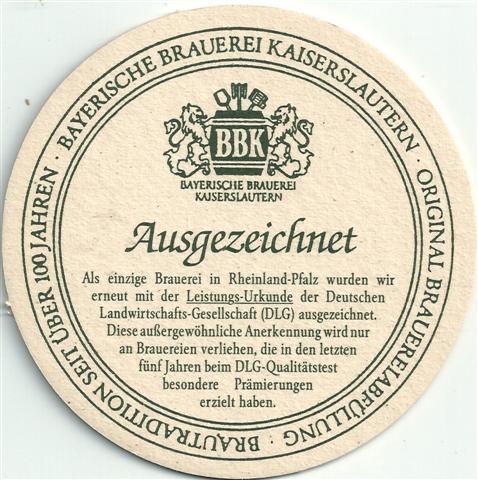 BAYERISCHE BRAUEREI KAISERSLAUTERN · ORIGINAL BRAUEREIABFÜLLUNG · BRAUTRADITION SEIT ÜBER 100 JAHREN ·
BBK
BAYERISCHE BRAUEREI
KAISERSLAUTERN
Ausgezeichnet
Als einzige Brauerei in Rheinland-Pfalz wurden wir
erneut mit der Leistungs-Urkunde der Deutschen
Landwirtschafts-Gesellschaft (DLG) ausgezeichnet.
Diese außergewöhnliche Anerkennung wird nur
an Brauereien verliehen, die in den letzten
fünf Jahren beim DLG-Qualitätstest
besondere Prämierungen
erzielt haben.